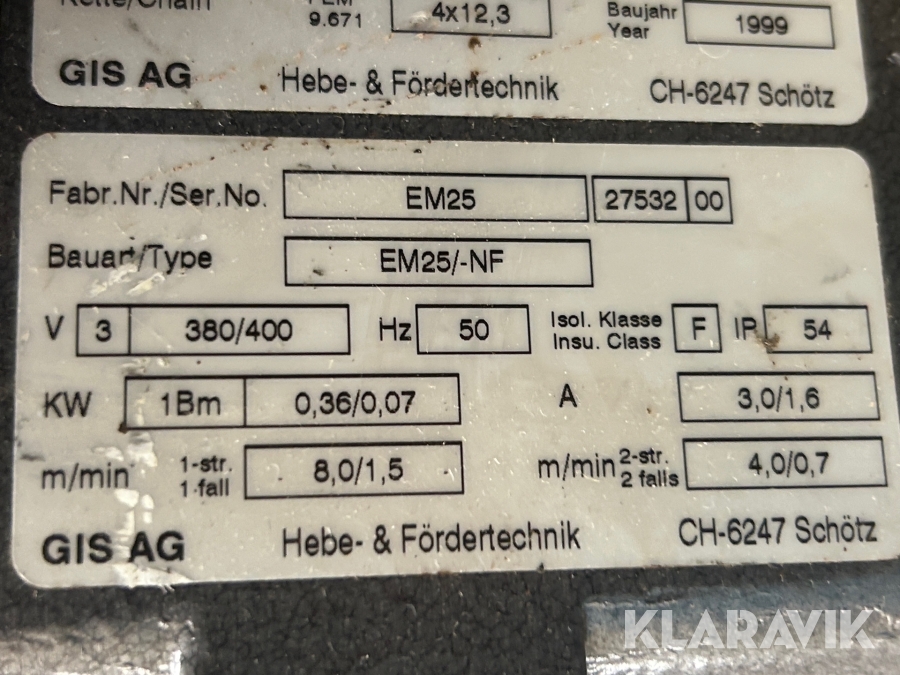 Kette/Chain FEM 9.671 4x12,3 Baujahr Year 1999
GIS AG Hebe- & Fördertechnik CH-6247 Schötz
Fabr.Nr./Ser.No. EM25 27532 00
Bauart/Type EM25/-NF
V 3 380/400 Hz 50 Isol. Klasse Insu. Class F IP 54
KW 1Bm 0,36/0,07 A 3,0/1,6
m/min 1-str. 1 fall 8,0/1,5 m/min 2-str. 2 falls 4,0/0,7
GIS AG Hebe- & Fördertechnik CH-6247 Schötz
KLARAVIK